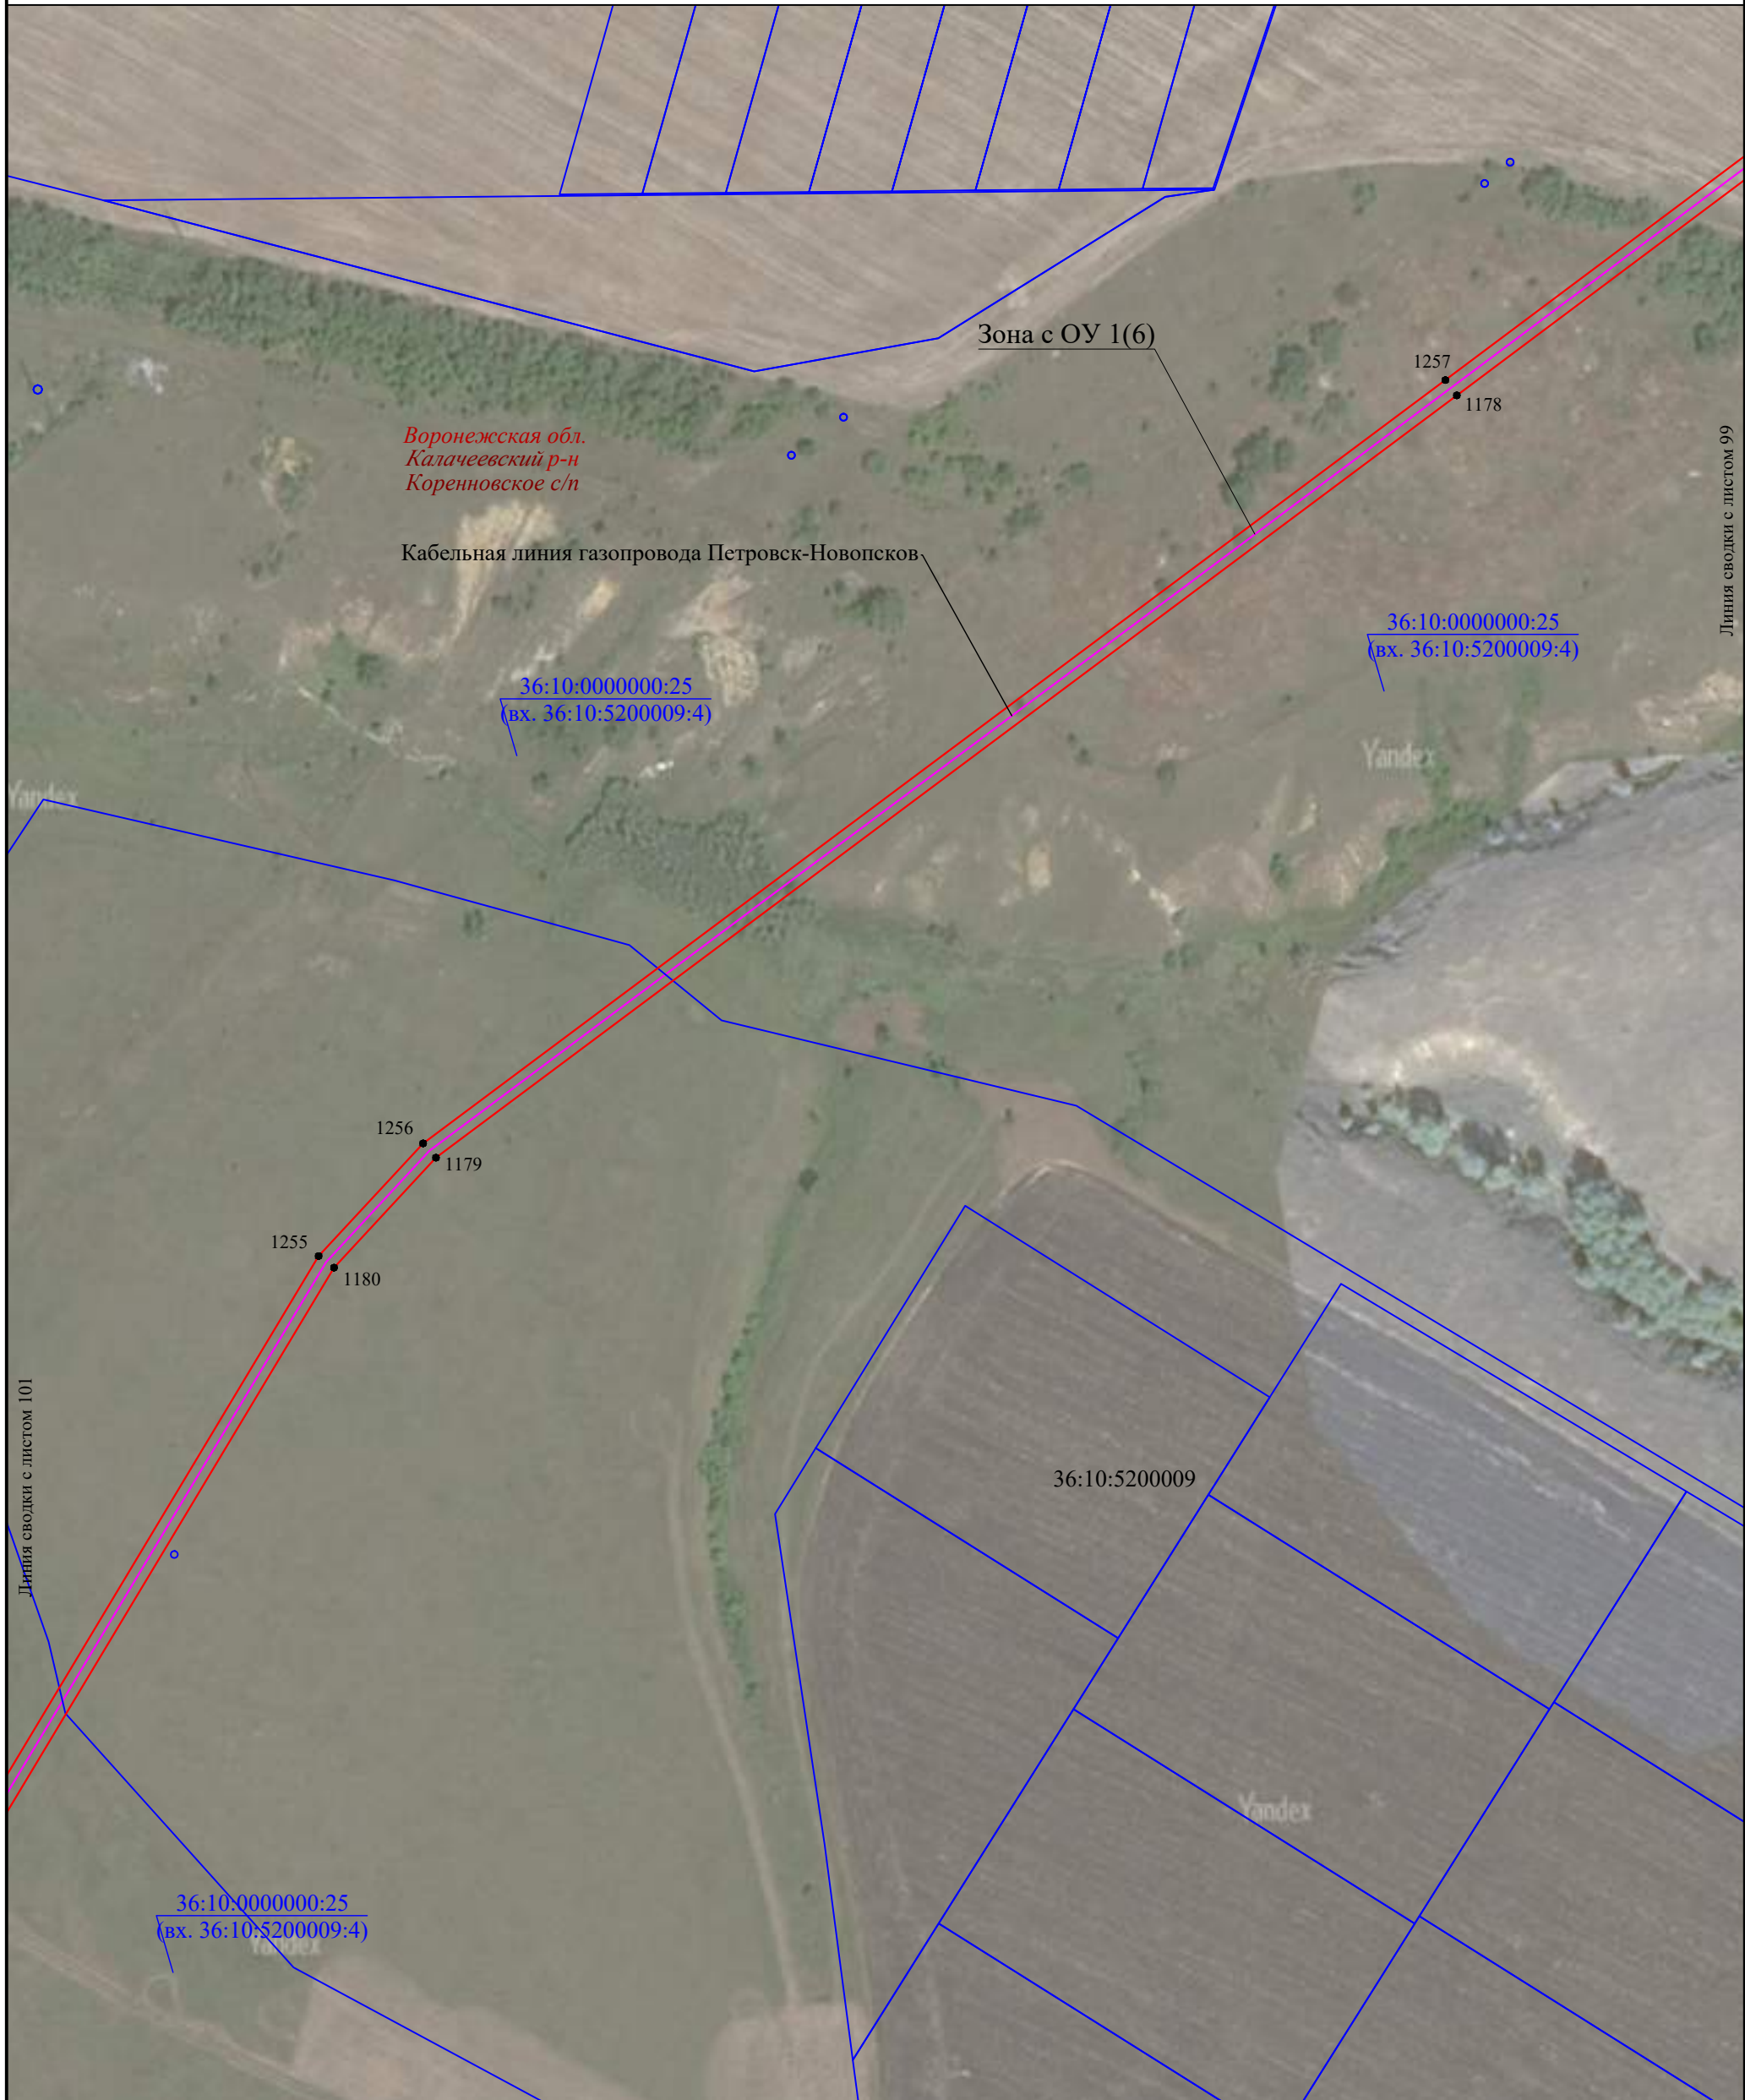 Зона с ОУ 1(6)
1257
1178
Воронежская обл.
Калачеевский р-н
Коренновское с/п
Линия сводки с листом 99
Кабельная линия газопровода Петровск-Новопсков
36:10:0000000:25
(вх. 36:10:5200009:4)
36:10:0000000:25
(вх. 36:10:5200009:4)
Yandex
Yandex
1256
1179
1255
1180
Линия сводки с листом 101
36:10:5200009
Yandex
36:10:0000000:25
(вх. 36:10:5200009:4)
Yandex